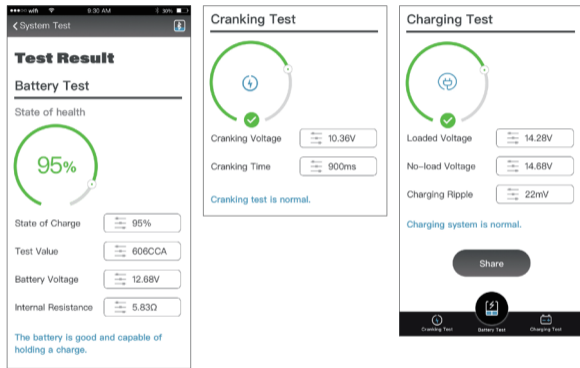 wifi
9:30 AM
30%
System Test
Test Result
Battery Test
State of health
95%
State of Charge
95%
Test Value
606CCA
Battery Voltage
12.68V
Internal Resistance
5.83Ω
The battery is good and capable of
holding a charge.
Cranking Test
Cranking Voltage
10.36V
Cranking Time
900ms
Cranking test is normal.
Charging Test
Loaded Voltage
14.28V
No-load Voltage
14.68V
Charging Ripple
22mV
Charging system is normal.
Share
Cranking Test
Battery Test
Charging Test